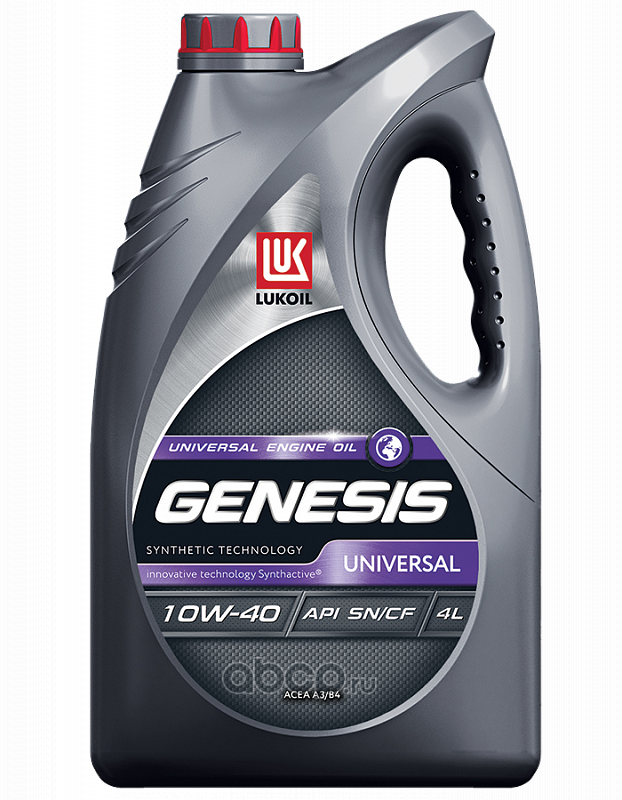 LUK
LUKOIL
UNIVERSAL ENGINE OIL
GENESIS
SYNTHETIC TECHNOLOGY
innovative technology Synthactive®
UNIVERSAL
10W-40 API SN/CF 4L
abcp.ru
ACEA A3/B4